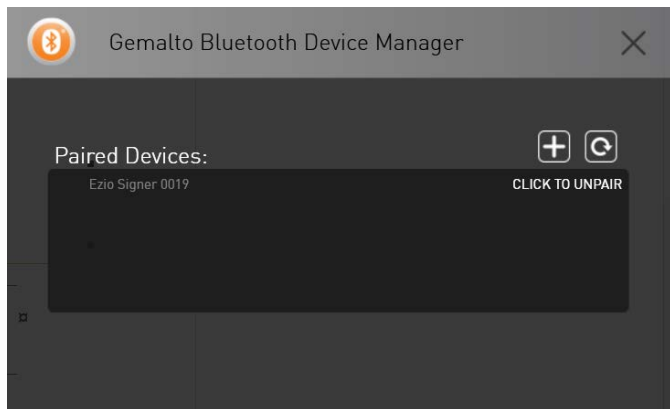 Gemalto Bluetooth Device Manager
Paired Devices:
Ezio Signer 0019 CLICK TO UNPAIR